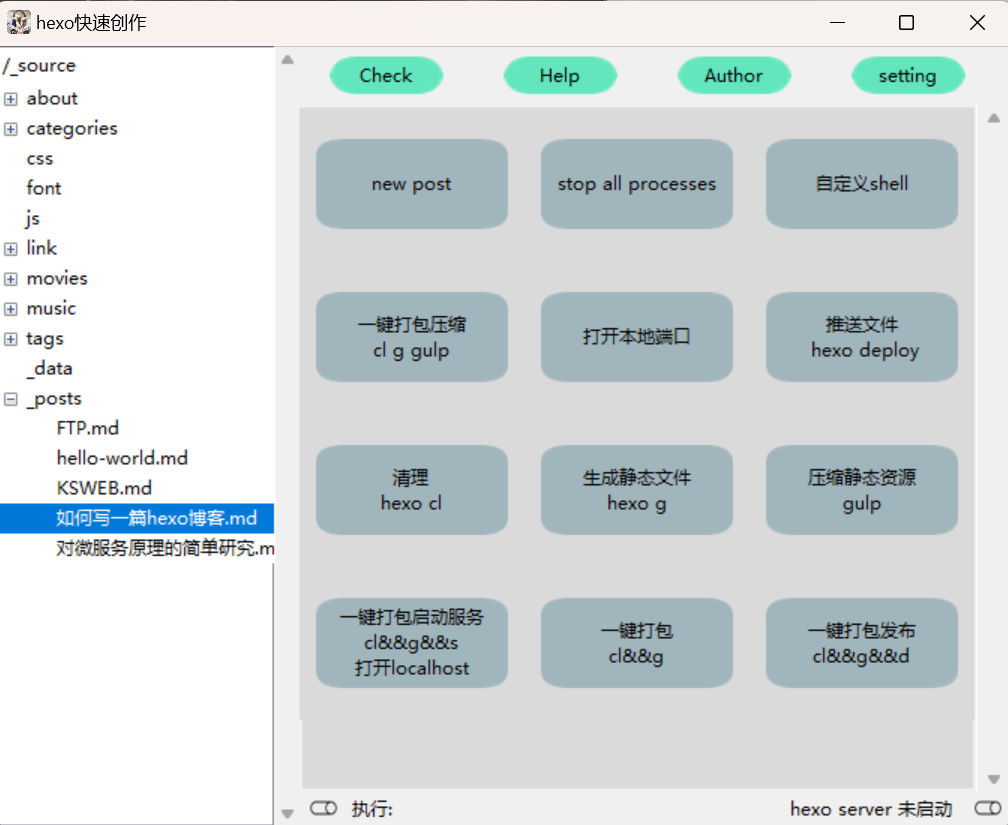 hexo快速创作
/_source
about
categories
css
font
js
link
movies
music
tags
_data
_posts
FTP.md
hello-world.md
KSWEB.md
如何写一篇hexo博客.md
对微服务原理的简单研究.m
Check
Help
Author
setting
new post
stop all processes
自定义shell
一键打包压缩
cl g gulp
打开本地端口
推送文件
hexo deploy
清理
hexo cl
生成静态文件
hexo g
压缩静态资源
gulp
一键打包启动服务
cl&&g&&s
打开localhost
一键打包
cl&&g
一键打包发布
cl&&g&&d
执行:
hexo server 未启动